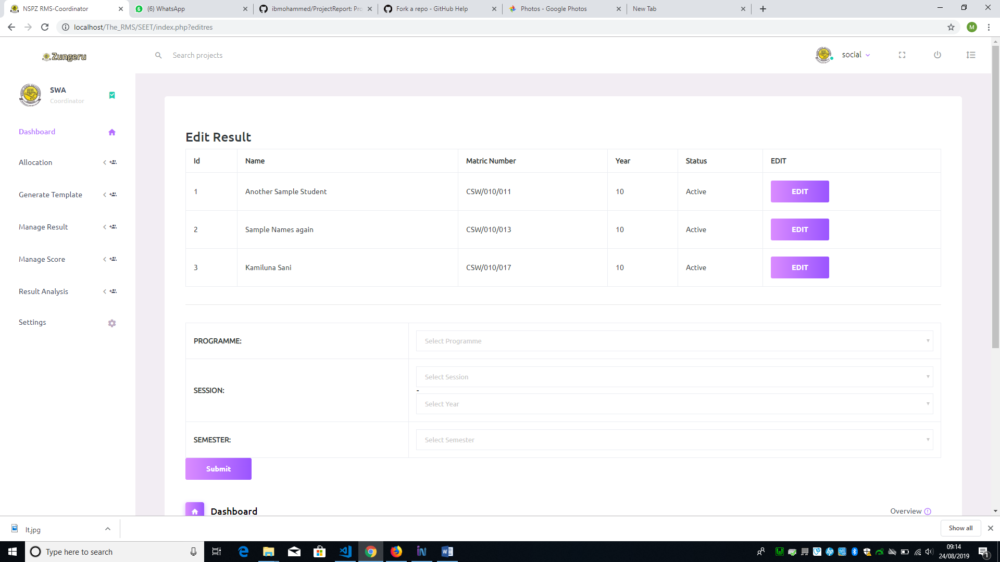 NSPZ RMS-Coordinator
(6) WhatsApp
ibmohammed/ProjectReport: Pro
Fork a repo - GitHub Help
Photos - Google Photos
New Tab
localhost/The_RMS/SEET/index.php?editres
M
Zungeru
Search projects
social
SWA
Coordinator
Dashboard
Allocation
Generate Template
Manage Result
Manage Score
Result Analysis
Settings
Edit Result
Id Name Matric Number Year Status EDIT
1 Another Sample Student CSW/010/011 10 Active EDIT
2 Sample Names again CSW/010/013 10 Active EDIT
3 Kamiluna Sani CSW/010/017 10 Active EDIT
PROGRAMME: Select Programme
SESSION: Select Session
-
Select Year
SEMESTER: Select Semester
Submit
Dashboard
Overview
It.jpg
Show all
Type here to search
09:14
24/08/2019
1